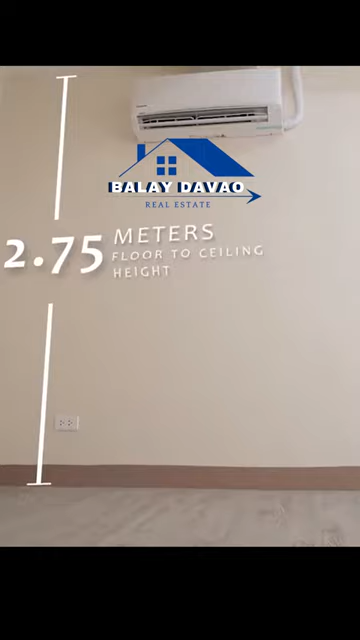 BALAY DAVAO
REAL ESTATE
2.75 METERS
FLOOR TO CEILING
HEIGHT